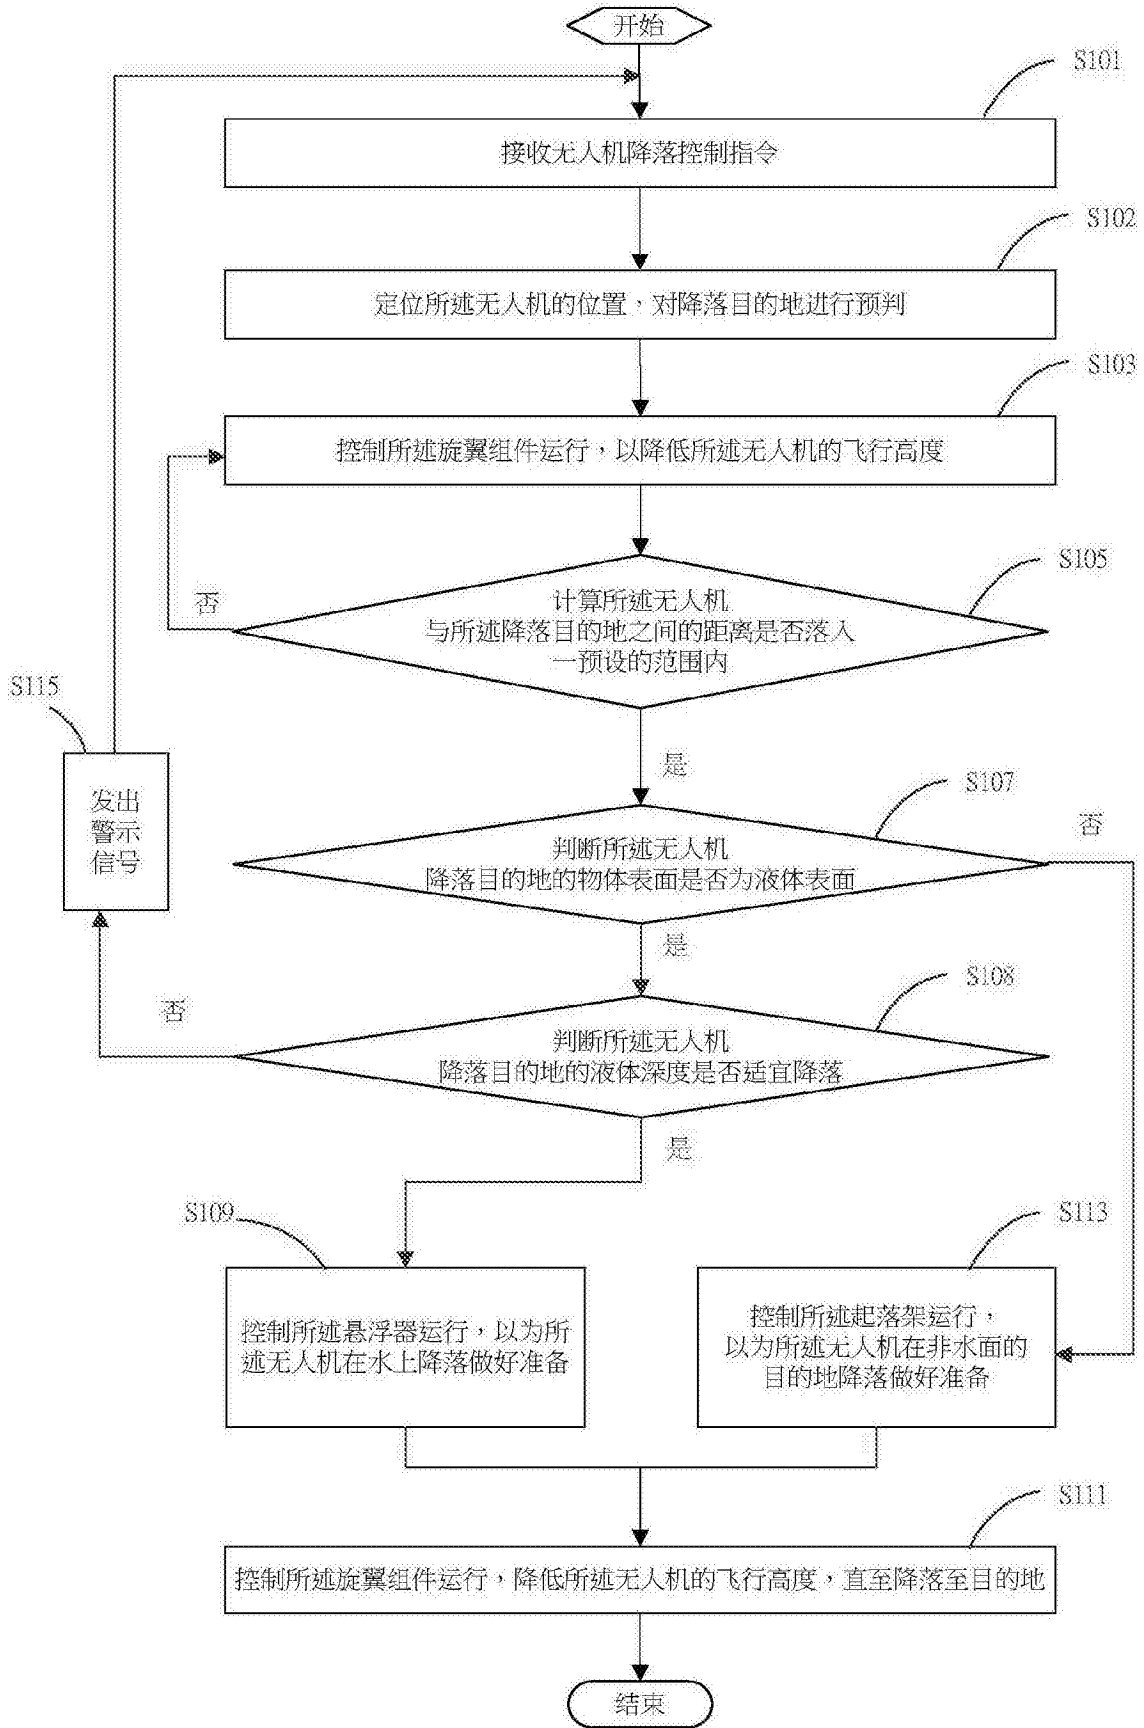 开始
S101
接收无人机降落控制指令
S102
定位所述无人机的位置，对降落目的地进行预判
S103
控制所述旋翼组件运行，以降低所述无人机的飞行高度
S105
计算所述无人机
与所述降落目的地之间的距离是否落入
一预设的范围内
否
是
S115
发出
警示
信号
S107
判断所述无人机
降落目的地的物体表面是否为液体表面
否
是
S108
判断所述无人机
降落目的地的液体深度是否适宜降落
否
是
S109
控制所述悬浮器运行，以为所
述无人机在水上降落做好准备
S113
控制所述起落架运行，
以为所述无人机在非水面的
目的地降落做好准备
S111
控制所述旋翼组件运行，降低所述无人机的飞行高度，直至降落至目的地
结束